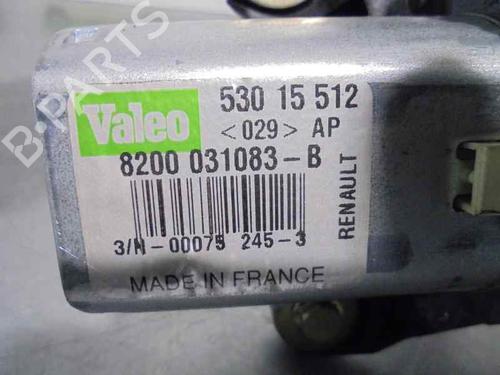 B-PARTS
Valeo
530 15 512
<029> AP
8200 031083-B
RENAULT
3/N-00075 245-3
MADE IN FRANCE